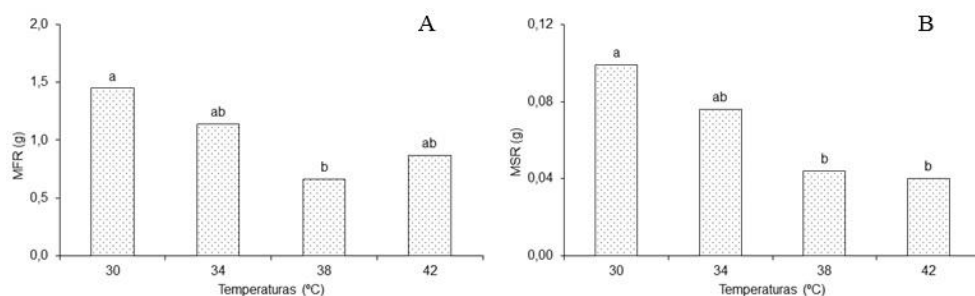 A
2,0
1,5
1,0
0,5
0,0
MFR (g)
a
ab
b
ab
30 34 38 42
Temperaturas (ºC)
B
0,12
0,08
0,04
0,00
MSR (g)
a
ab
b
b
30 34 38 42
Temperaturas (ºC)